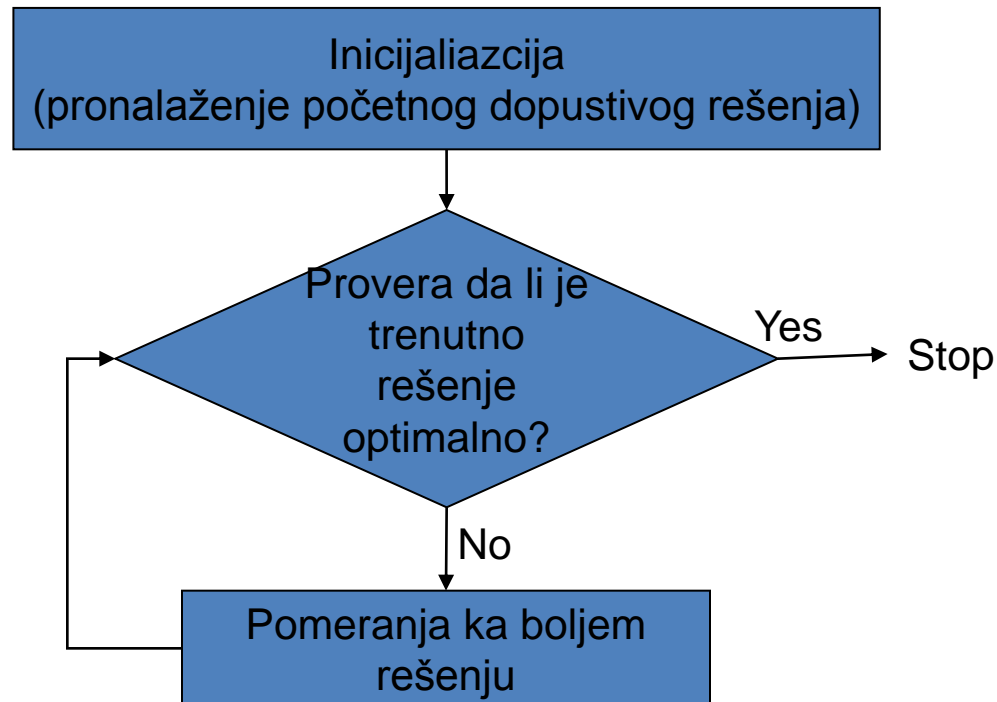 Inicijaliazcija
(pronalaženje početnog dopustivog rešenja)
Provera da li je
trenutno
rešenje
optimalno?
Yes
Stop
No
Pomeranja ka boljem
rešenju